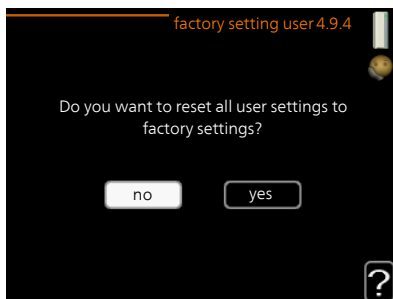 factory setting user 4.9.4
Do you want to reset all user settings to
factory settings?
no
yes
?